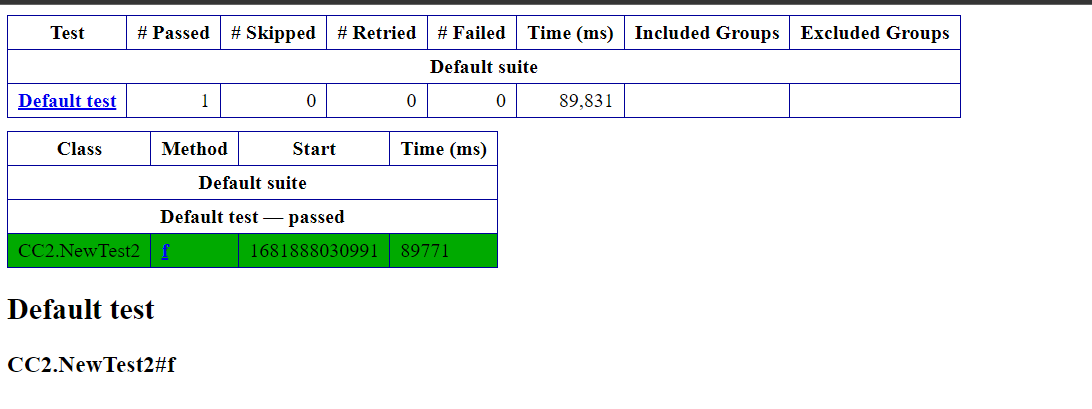 Test # Passed # Skipped # Retried # Failed Time (ms) Included Groups Excluded Groups
Default suite
Default test 1 0 0 0 89,831
Class Method Start Time (ms)
Default suite
Default test — passed
CC2.NewTest2 f 1681888030991 89771
Default test
CC2.NewTest2#f